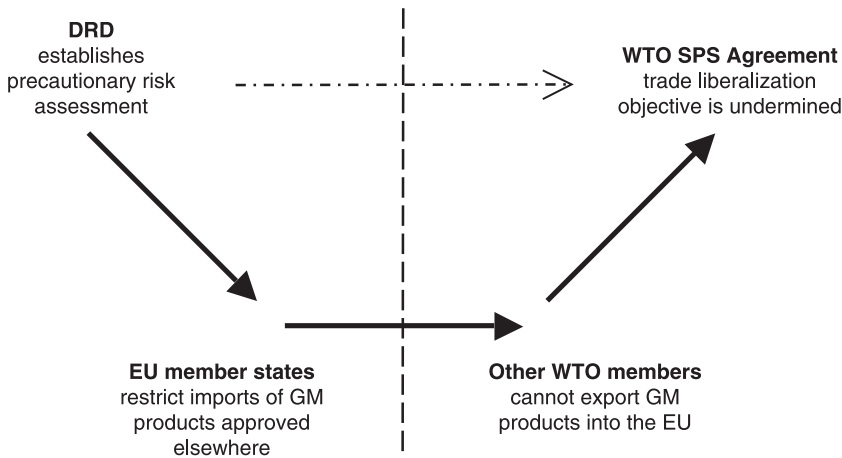 DRD
establishes
precautionary risk
assessment
WTO SPS Agreement
trade liberalization
objective is undermined
EU member states
restrict imports of GM
products approved
elsewhere
Other WTO members
cannot export GM
products into the EU